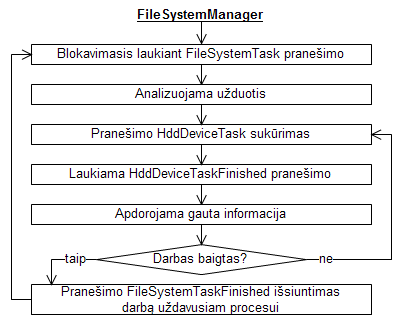 FileSystemManager
Blokavimasis laukiant FileSystemTask pranešimo
Analizuojama užduotis
Pranešimo HddDeviceTask sukūrimas
Laukiama HddDeviceTaskFinished pranešimo
Apdorojama gauta informacija
taip
Darbas baigtas?
ne
Pranešimo FileSystemTaskFinished išsiuntimas
darbą uždavusiam procesui